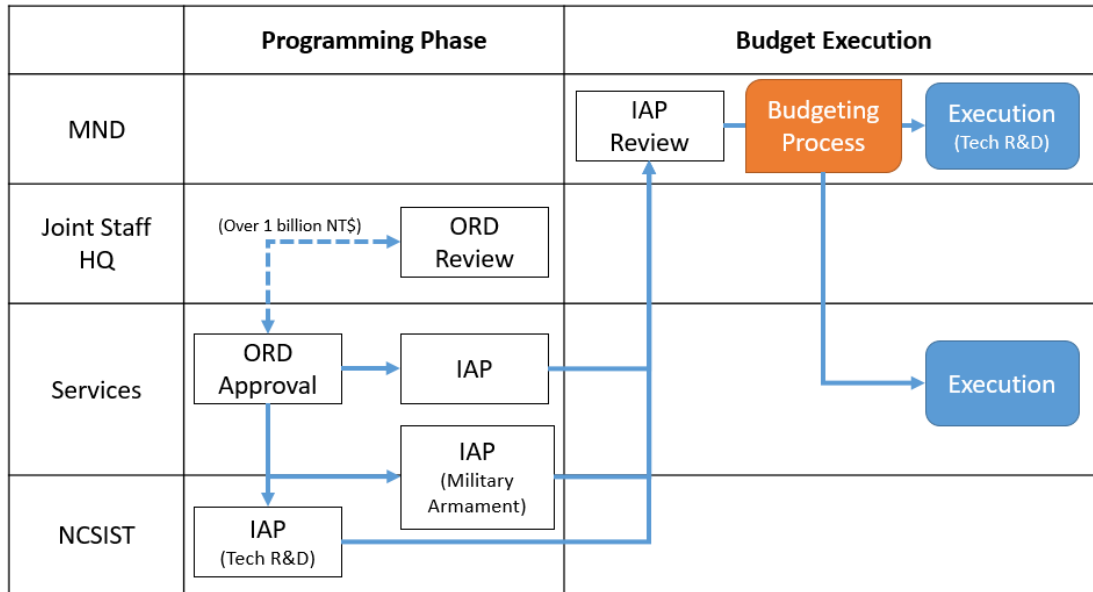 Programming Phase
Budget Execution
MND
IAP
Review
Budgeting
Process
Execution
(Tech R&D)
Joint Staff
HQ
(Over 1 billion NT$)
ORD
Review
Services
ORD
Approval
IAP
Execution
IAP
(Military
Armament)
NCSIST
IAP
(Tech R&D)